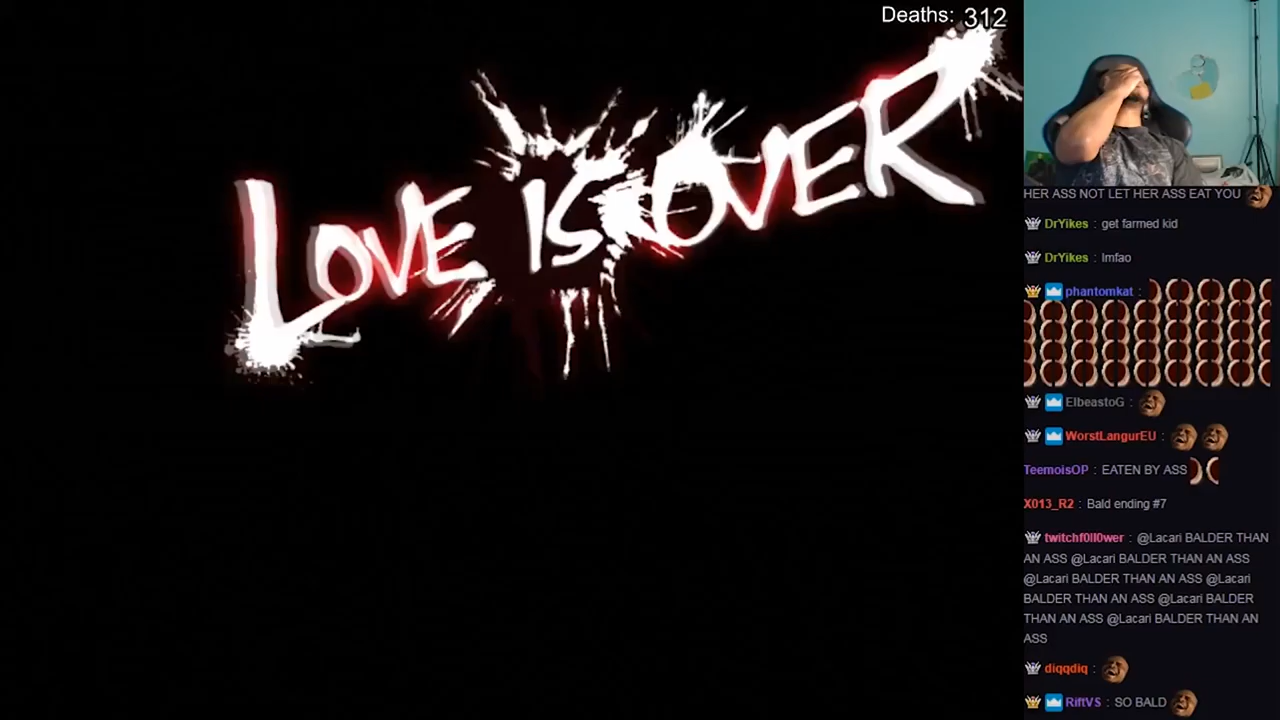 Deaths: 312
LOVE IS OVER
HER ASS NOT LET HER ASS EAT YOU
DrYikes : get farmed kid
DrYikes : lmfao
phantomkat :
ElbeastoG :
WorstLangurEU :
TeemoisOP : EATEN BY ASS
X013_R2 : Bald ending #7
twitchf0ll0wer : @Lacari BALDER THAN
AN ASS @Lacari BALDER THAN AN ASS
@Lacari BALDER THAN AN ASS @Lacari
BALDER THAN AN ASS @Lacari BALDER
THAN AN ASS @Lacari BALDER THAN AN
ASS
diqqdiq :
RiftVS : SO BALD